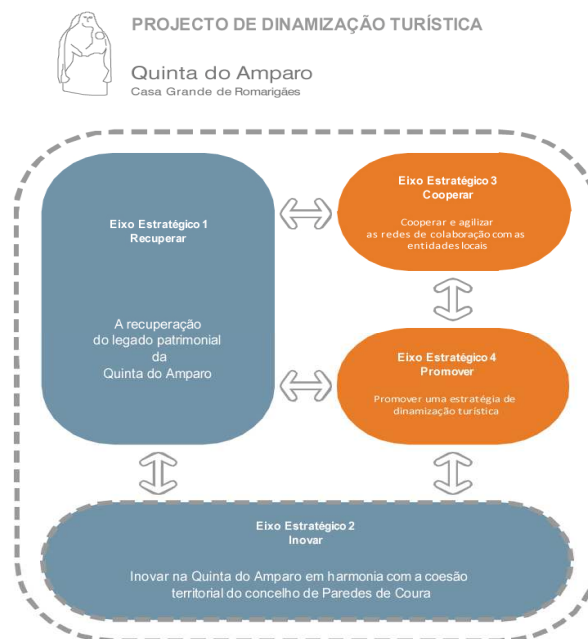 PROJECTO DE DINAMIZAÇÃO TURÍSTICA
Quinta do Amparo
Casa Grande de Romarigães
Eixo Estratégico 1
Recuperar
A recuperação
do legado patrimonial
da
Quinta do Amparo
Eixo Estratégico 3
Cooperar
Cooperar e agilizar
as redes de colaboração com as
entidades locais
Eixo Estratégico 4
Promover
Promover uma estratégia de
dinamização turística
Eixo Estratégico 2
Inovar
Inovar na Quinta do Amparo em harmonia com a coesão
territorial do concelho de Paredes de Coura